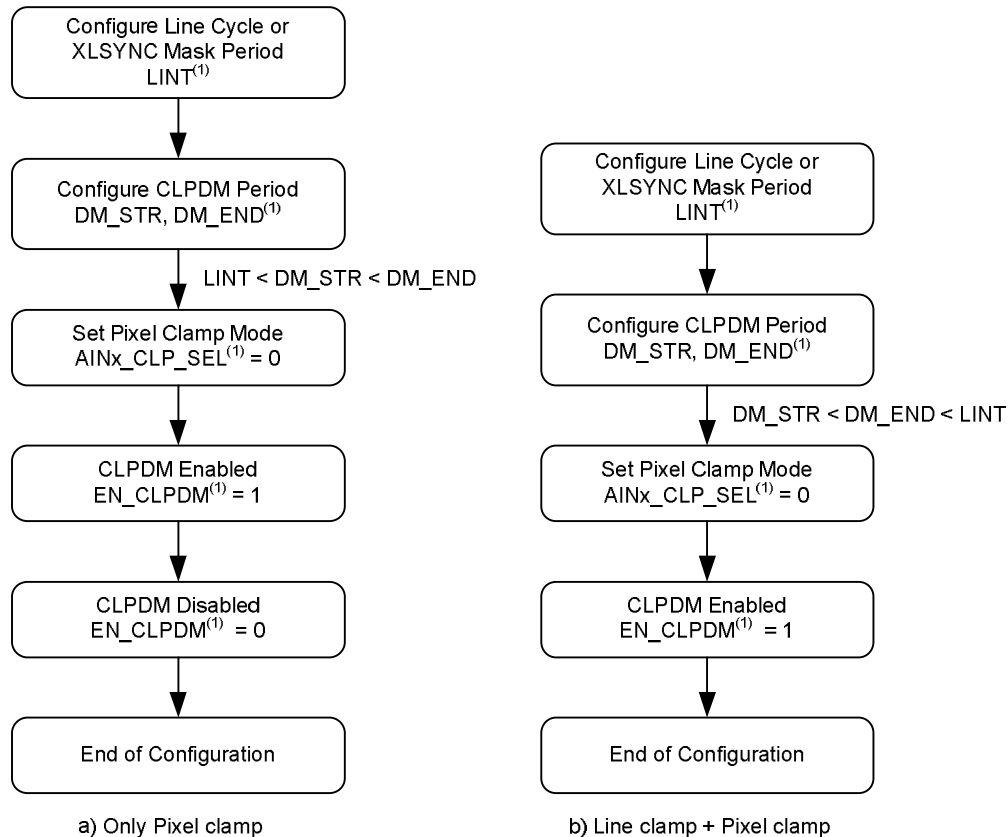 Configure Line Cycle or
XLSYNC Mask Period
LINT(1)
Configure CLPDM Period
DM_STR, DM_END(1)
LINT < DM_STR < DM_END
Set Pixel Clamp Mode
AINx_CLP_SEL(1) = 0
CLPDM Enabled
EN_CLPDM(1) = 1
CLPDM Disabled
EN_CLPDM(1) = 0
End of Configuration
a) Only Pixel clamp
Configure Line Cycle or
XLSYNC Mask Period
LINT(1)
Configure CLPDM Period
DM_STR, DM_END(1)
DM_STR < DM_END < LINT
Set Pixel Clamp Mode
AINx_CLP_SEL(1) = 0
CLPDM Enabled
EN_CLPDM(1) = 1
End of Configuration
b) Line clamp + Pixel clamp